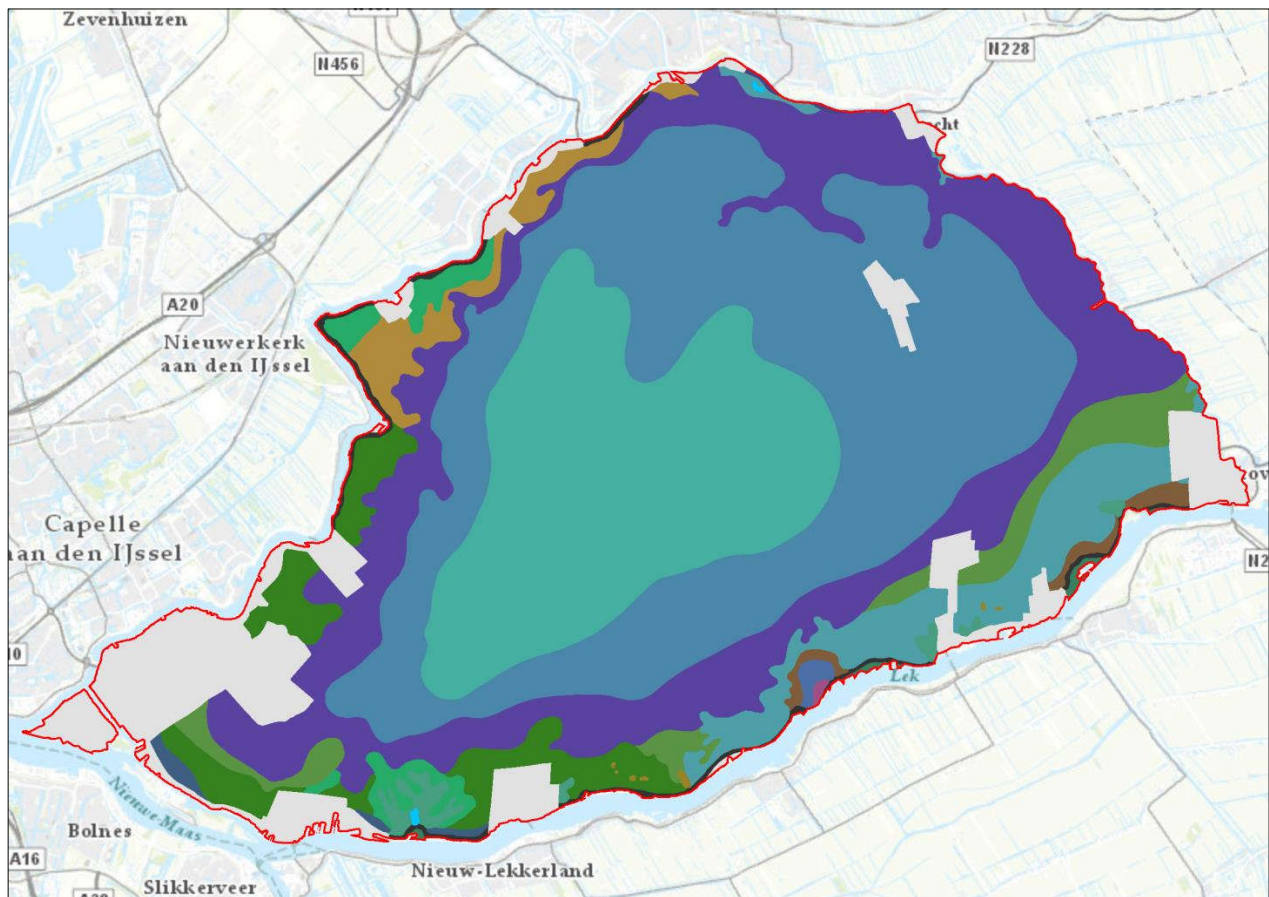 Zevenhuizen
N456
N228
A20
Nieuwerkerk
aan den IJssel
Capelle
aan den IJssel
Lek
Nieuwe-Maas
Bolnes
A16
Nieuw-Lekkerland
Slikkerveer